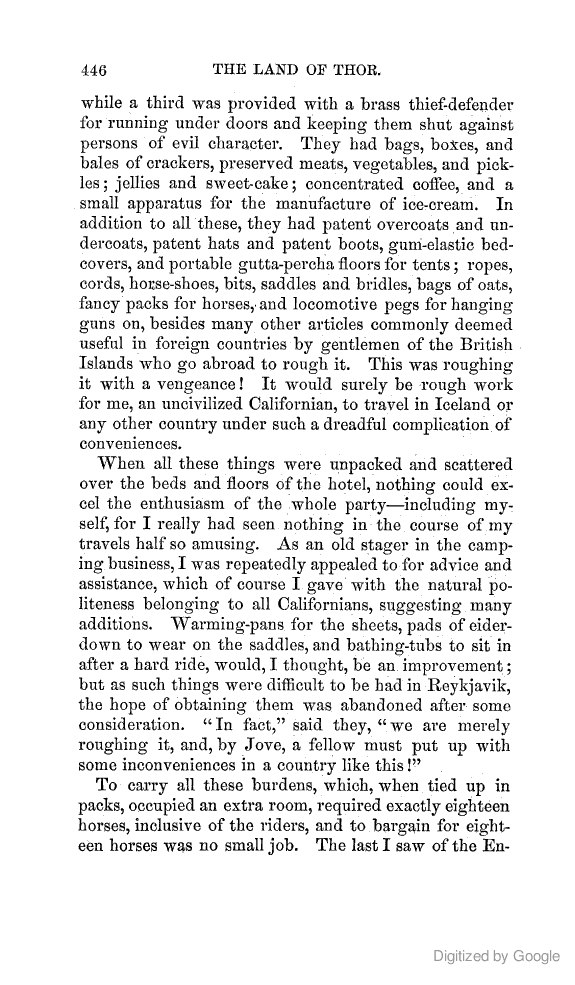 446 THE LAND OF THOR.
while a third was provided with a brass thief-defender
for running under doors and keeping them shut against
persons of evil character. They had bags, boxes, and
bales of crackers, preserved meats, vegetables, and pick-
les; jellies and sweet-cake; concentrated coffee, and a
small apparatus for the manufacture of ice-cream. In
addition to all these, they had patent overcoats and un-
dercoats, patent hats and patent boots, gum-elastic bed-
covers, and portable gutta-percha floors for tents; ropes,
cords, horse-shoes, bits, saddles and bridles, bags of oats,
fancy packs for horses, and locomotive pegs for hanging
guns on, besides many other articles commonly deemed
useful in foreign countries by gentlemen of the British
Islands who go abroad to rough it. This was roughing
it with a vengeance! It would surely be rough work
for me, an uncivilized Californian, to travel in Iceland or
any other country under such a dreadful complication of
conveniences.
When all these things were unpacked and scattered
over the beds and floors of the hotel, nothing could ex-
cel the enthusiasm of the whole party—including my-
self, for I really had seen nothing in the course of my
travels half so amusing. As an old stager in the camp-
ing business, I was repeatedly appealed to for advice and
assistance, which of course I gave with the natural po-
liteness belonging to all Californians, suggesting many
additions. Warming-pans for the sheets, pads of eider-
down to wear on the saddles, and bathing-tubs to sit in
after a hard ride, would, I thought, be an improvement;
but as such things were difficult to be had in Reykjavik,
the hope of obtaining them was abandoned after some
consideration. "In fact," said they, "we are merely
roughing it, and, by Jove, a fellow must put up with
some inconveniences in a country like this!"
To carry all these burdens, which, when tied up in
packs, occupied an extra room, required exactly eighteen
horses, inclusive of the riders, and to bargain for eight-
een horses was no small job. The last I saw of the En-
Digitized by Google